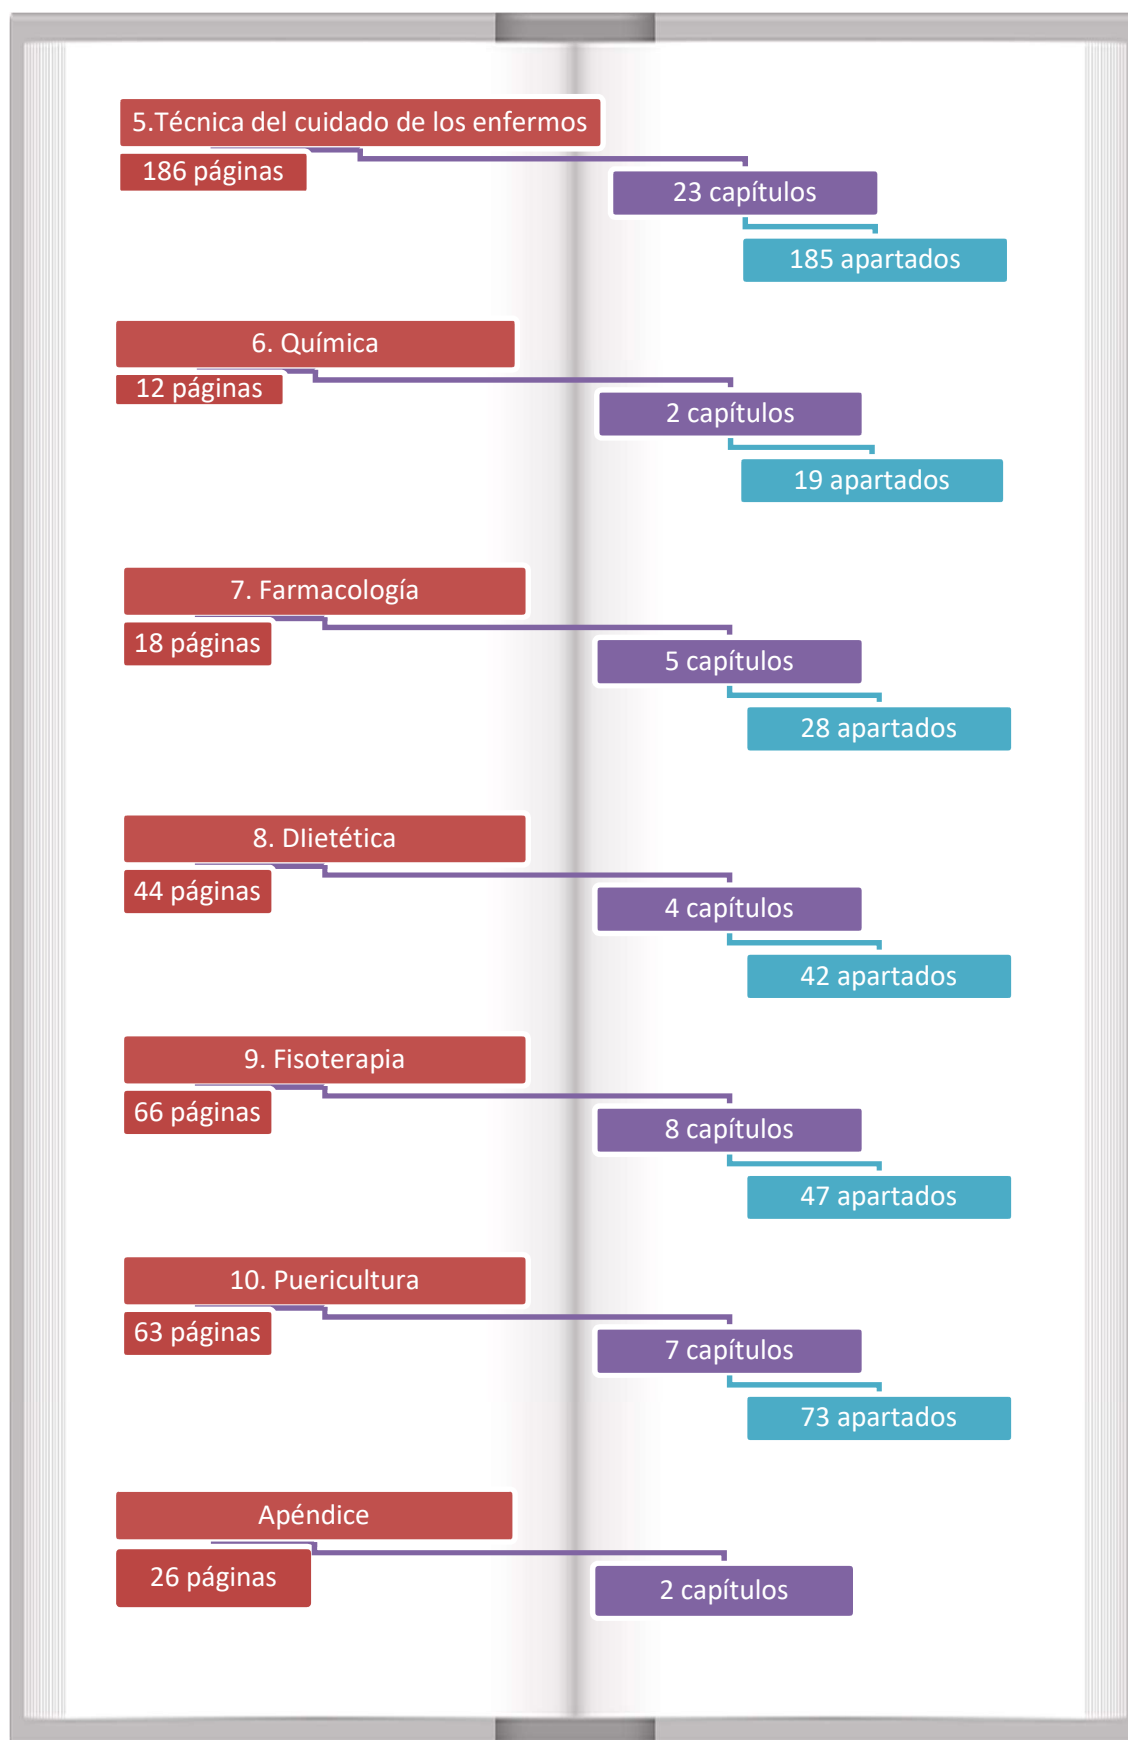 5.Técnica del cuidado de los enfermos
186 páginas
23 capítulos
185 apartados
6. Química
12 páginas
2 capítulos
19 apartados
7. Farmacología
18 páginas
5 capítulos
28 apartados
8. DIietética
44 páginas
4 capítulos
42 apartados
9. Fisoterapia
66 páginas
8 capítulos
47 apartados
10. Puericultura
63 páginas
7 capítulos
73 apartados
Apéndice
26 páginas
2 capítulos